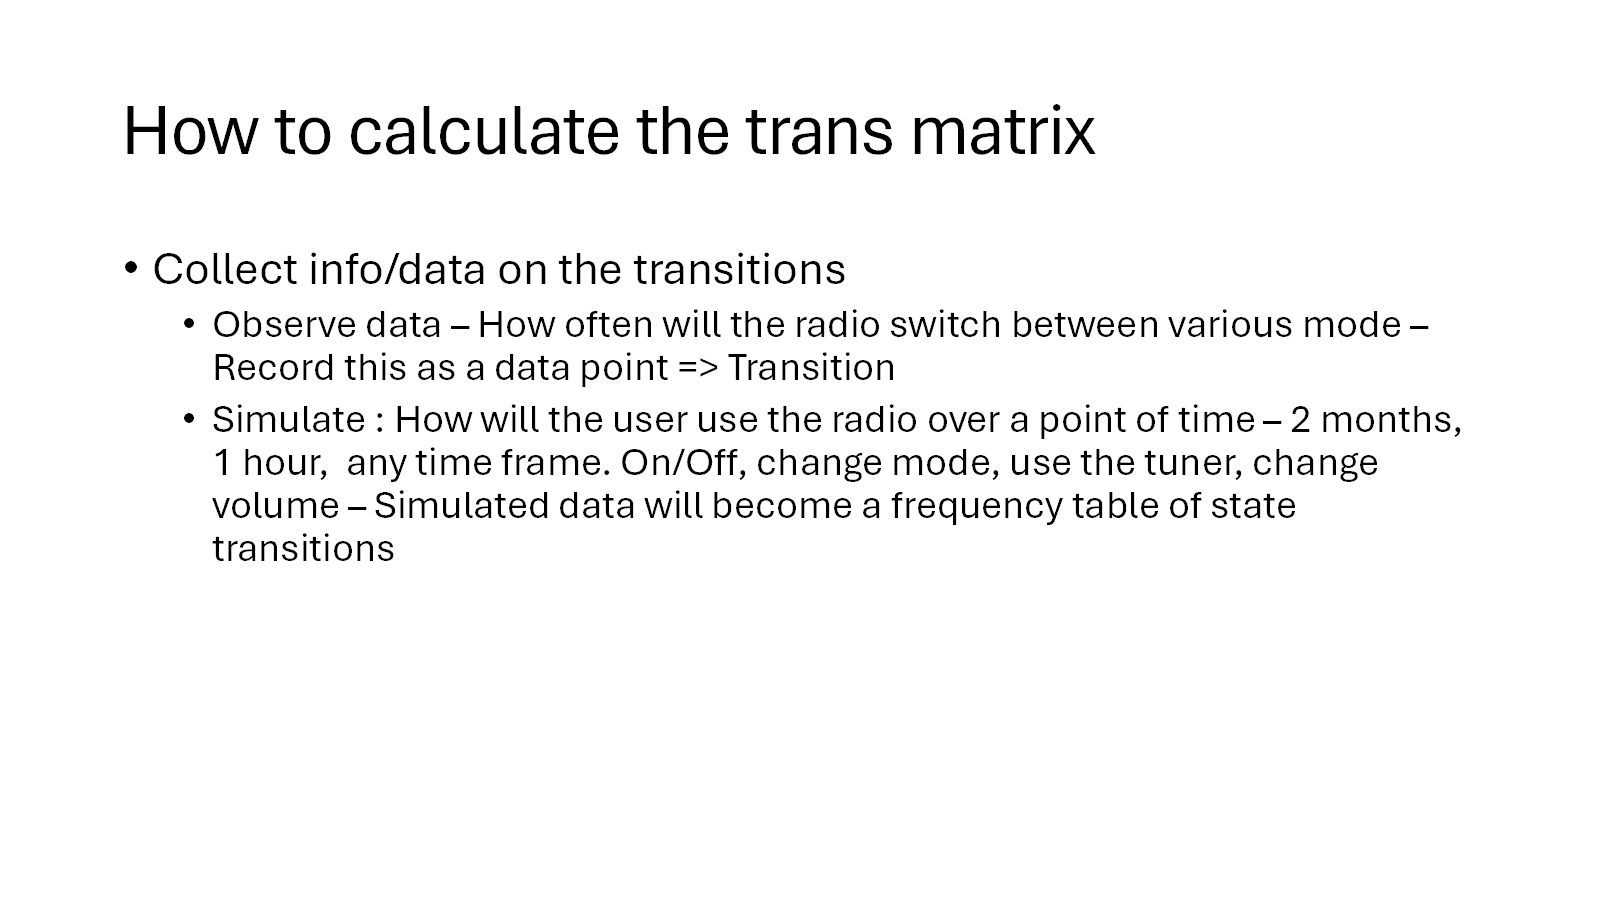 How to calculate the trans matrix
• Collect info/data on the transitions
• Observe data – How often will the radio switch between various mode –
Record this as a data point => Transition
• Simulate : How will the user use the radio over a point of time – 2 months,
1 hour,  any time frame. On/Off, change mode, use the tuner, change
volume – Simulated data will become a frequency table of state
transitions